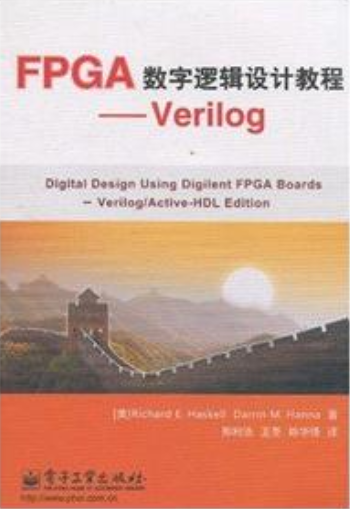 FPGA 数字逻辑设计教程
——Verilog
Digital Design Using Digilent FPGA Boards
– Verilog/Active-HDL Edition
[美]Richard E. Haskell Darrin M. Hanna 著
郑利浩 王荃 陈华锋 译
电子工业出版社
PUBLISHING HOUSE OF ELECTRONICS INDUSTRY
http://www.phei.com.cn